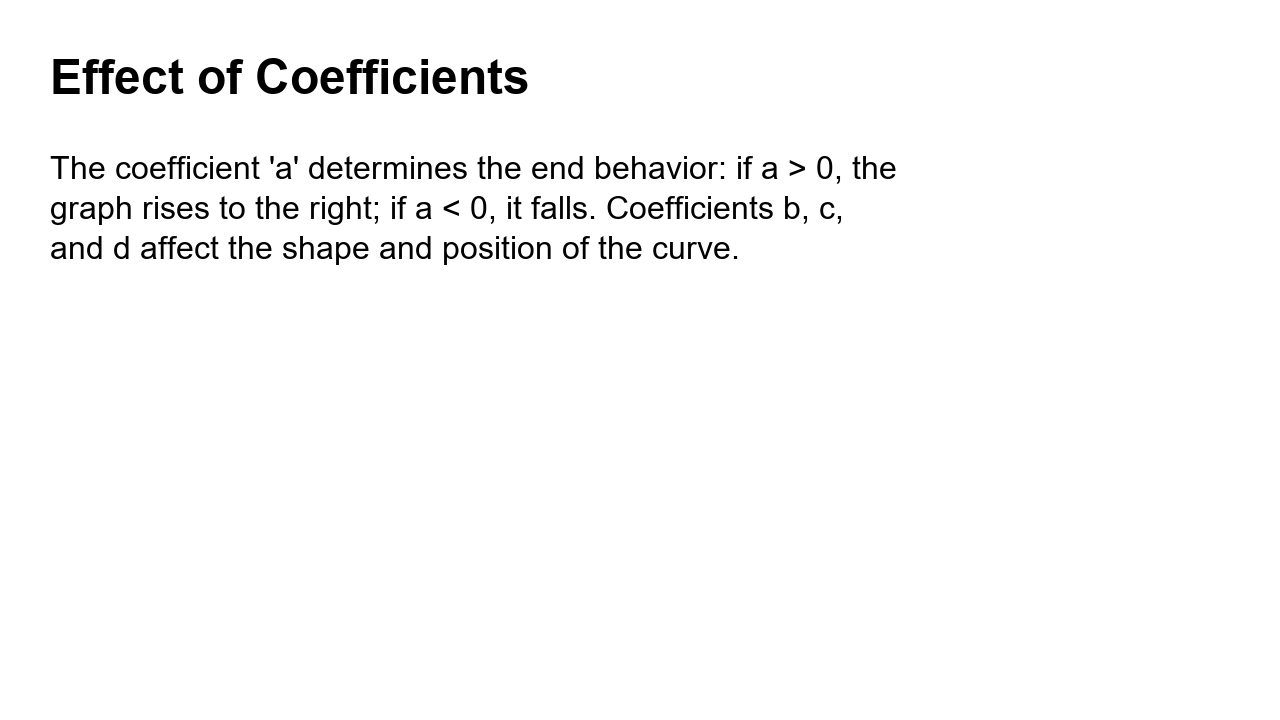 Effect of Coefficients
The coefficient 'a' determines the end behavior: if a > 0, the
graph rises to the right; if a < 0, it falls. Coefficients b, c,
and d affect the shape and position of the curve.